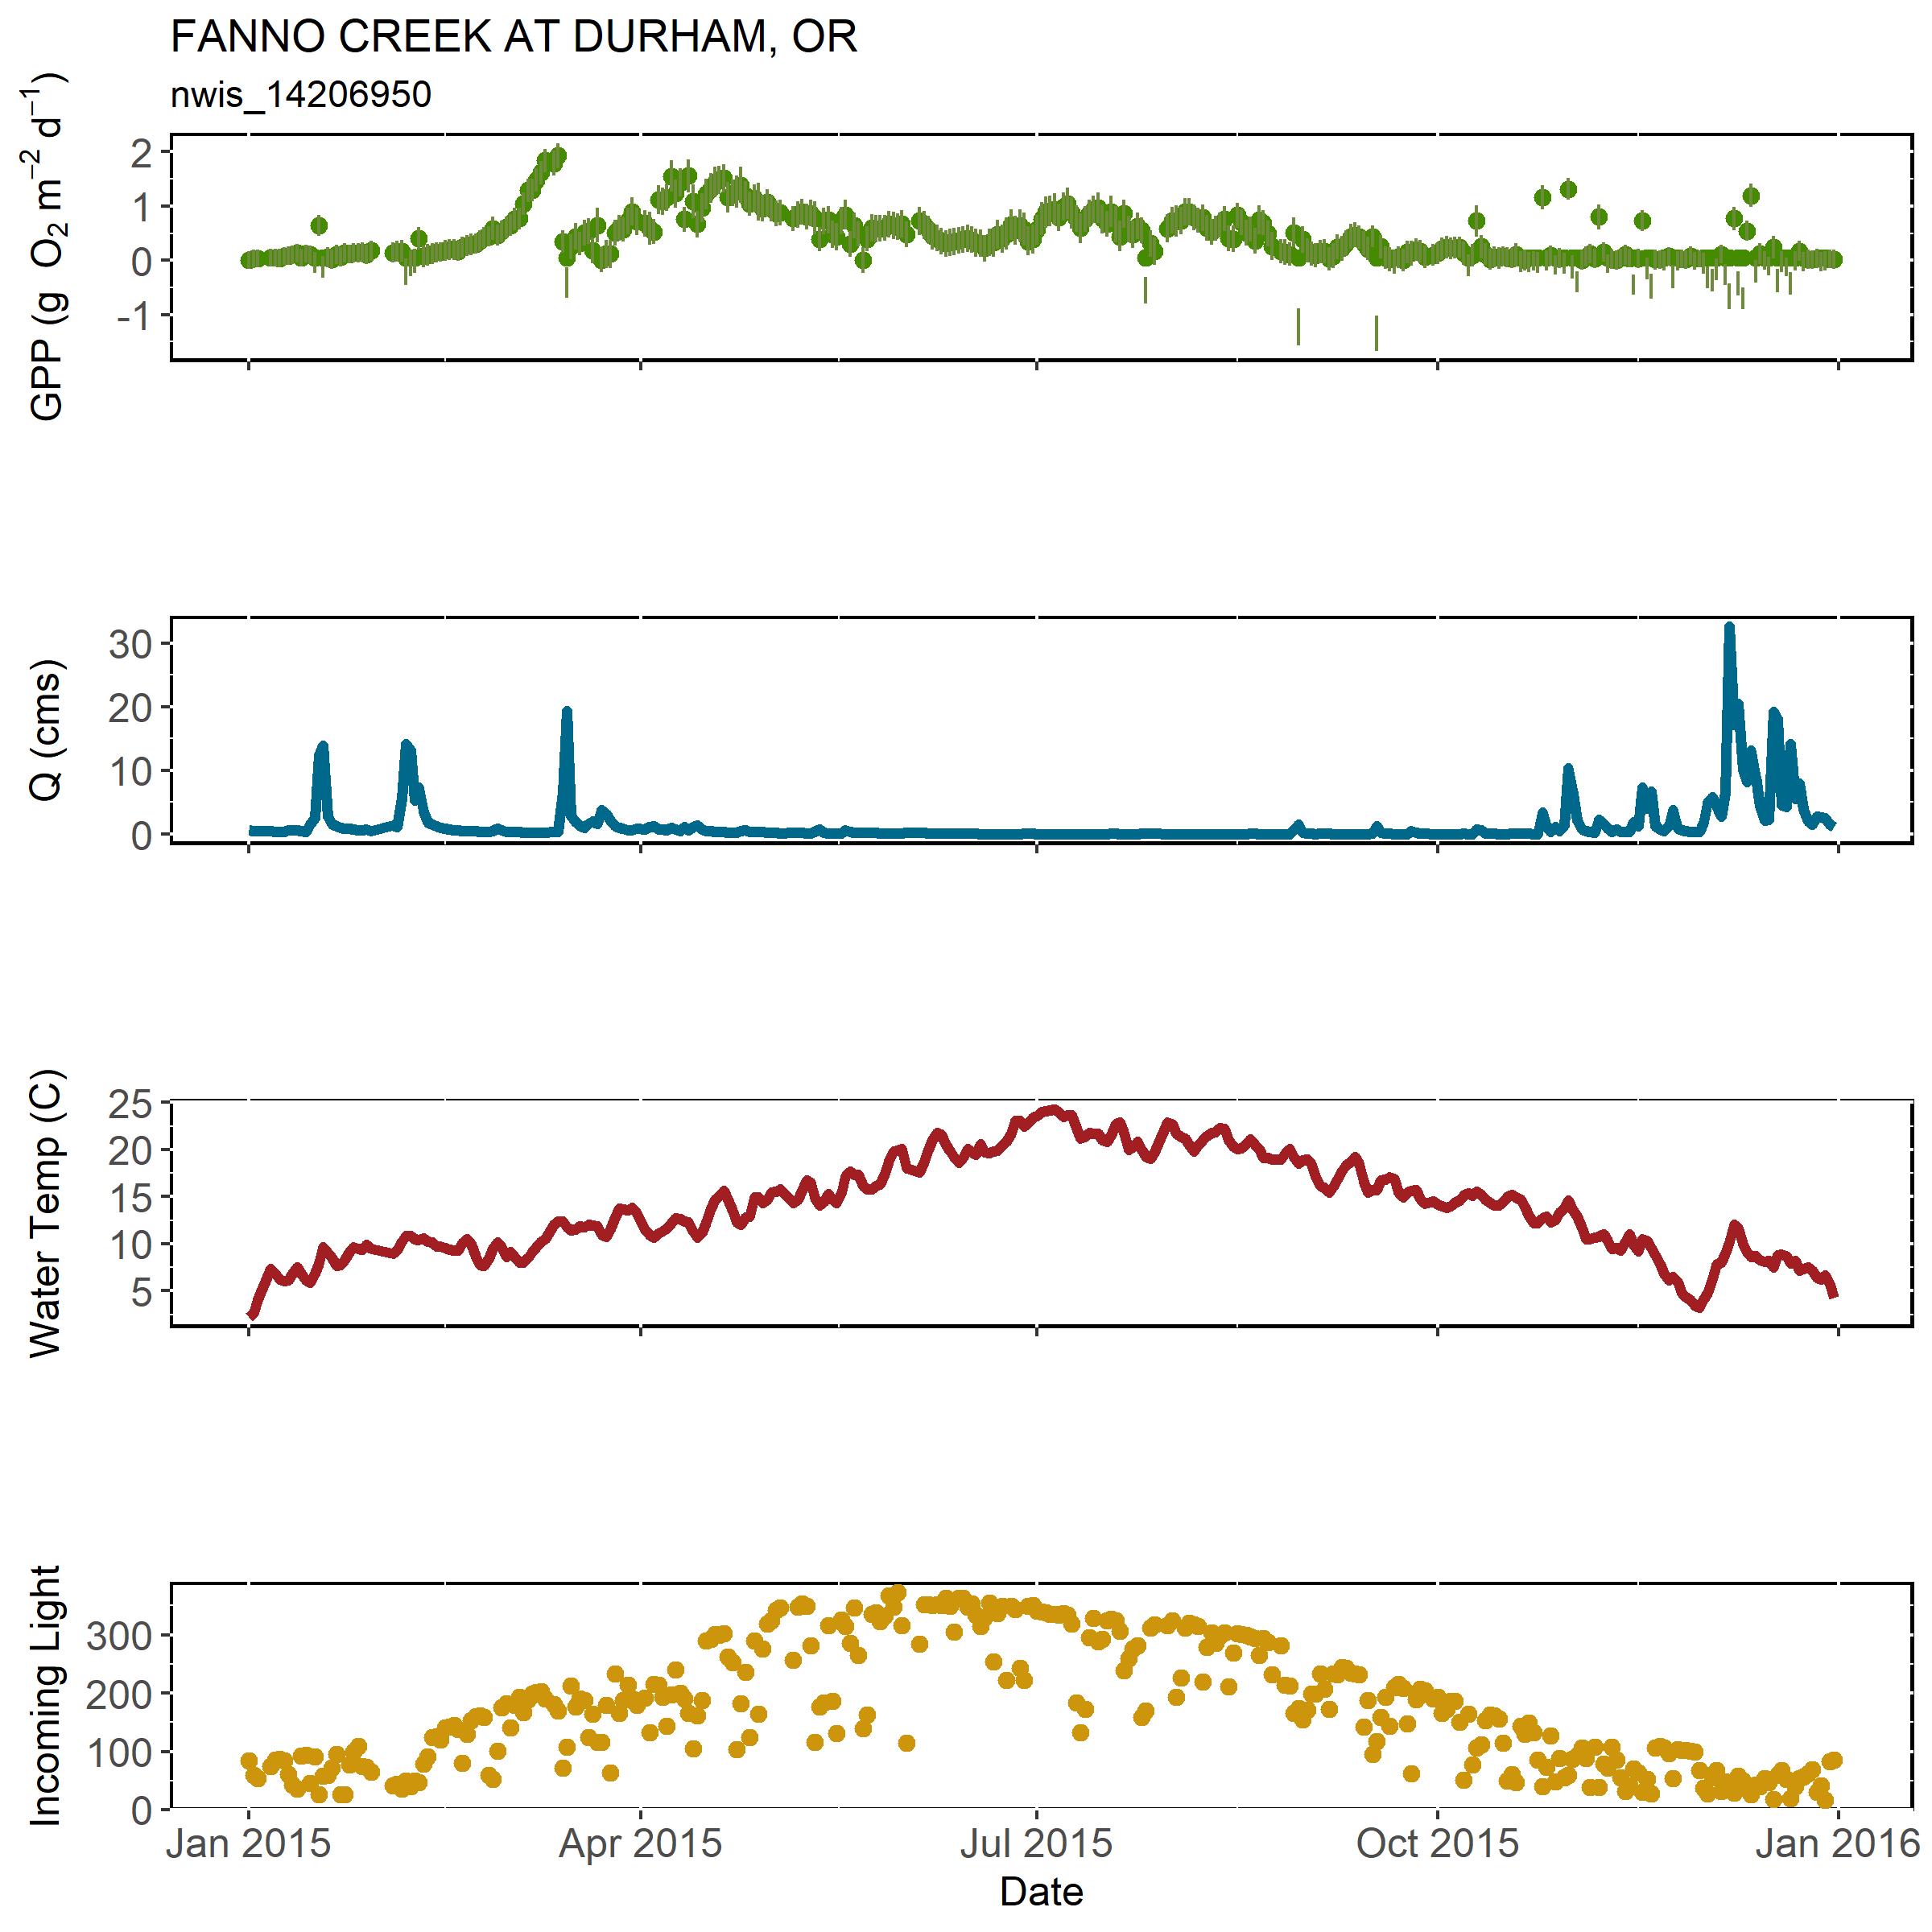 FANNO CREEK AT DURHAM, OR
nwis_14206950
GPP (g O₂ m⁻² d⁻¹)
2
1
0
-1
Q (cms)
30
20
10
0
Water Temp (C)
25
20
15
10
5
Incoming Light
300
200
100
0
Jan 2015 Apr 2015 Jul 2015 Oct 2015 Jan 2016
Date